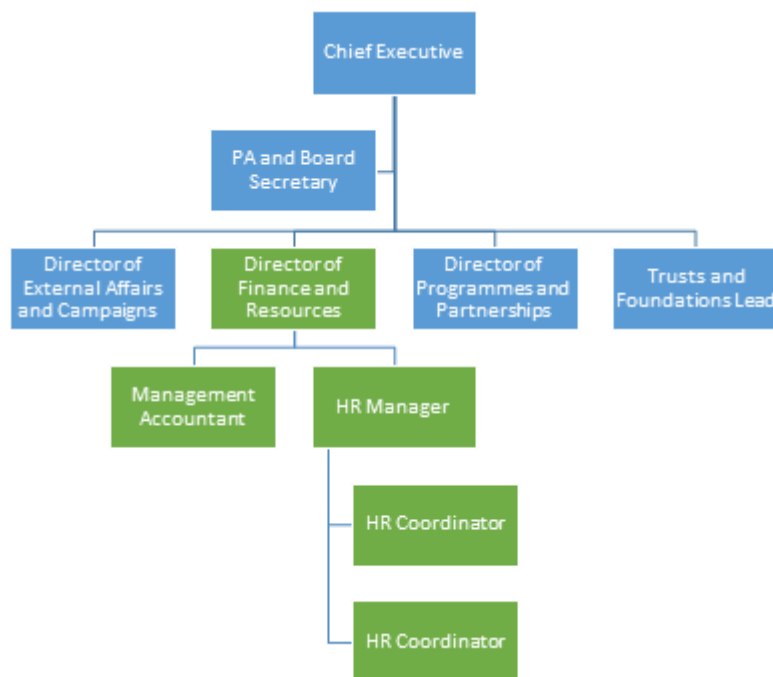 Chief Executive
PA and Board
Secretary
Director of
External Affairs
and Campaigns
Director of
Finance and
Resources
Director of
Programmes and
Partnerships
Trusts and
Foundations Lead
Management
Accountant
HR Manager
HR Coordinator
HR Coordinator